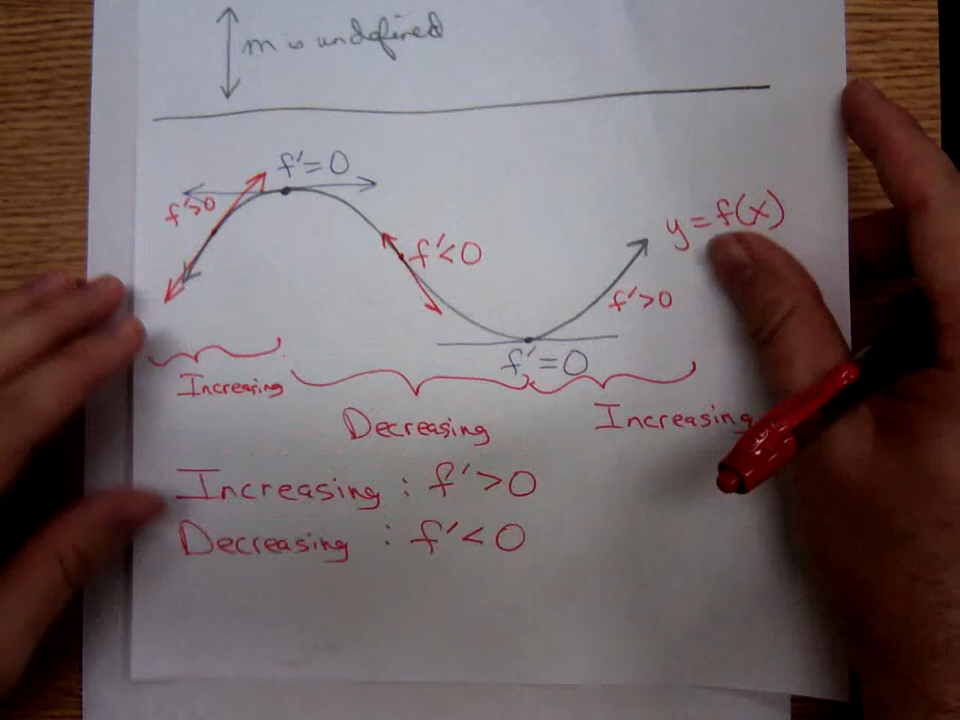 m is undefined
f'=0
f'>0
f'<0
y=f(x)
f'>0
f'=0
Increasing
Decreasing
Increasing
Increasing : f'>0
Decreasing : f'<0